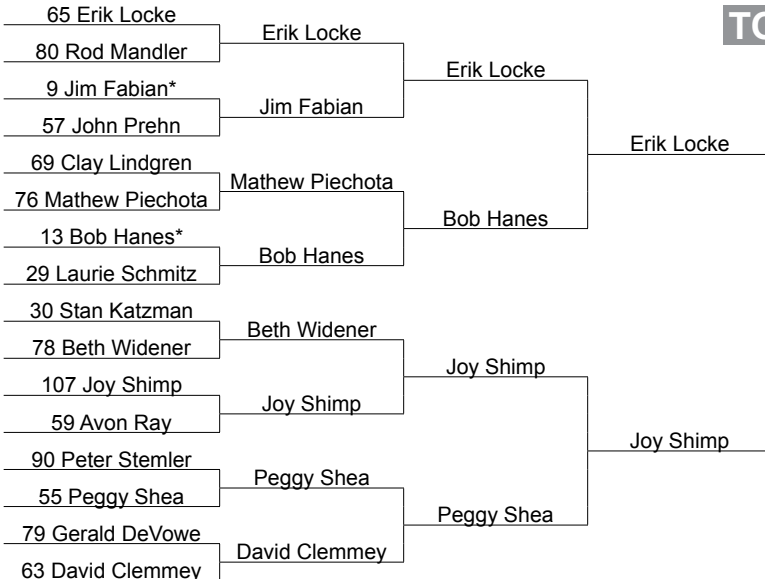 65 Erik Locke
80 Rod Mandler
9 Jim Fabian*
57 John Prehn
69 Clay Lindgren
76 Mathew Piechota
13 Bob Hanes*
29 Laurie Schmitz
30 Stan Katzman
78 Beth Widener
107 Joy Shimp
59 Avon Ray
90 Peter Stemler
55 Peggy Shea
79 Gerald DeVowe
63 David Clemmey
Erik Locke
Jim Fabian
Mathew Piechota
Bob Hanes
Beth Widener
Joy Shimp
Peggy Shea
David Clemmey
Erik Locke
Bob Hanes
Joy Shimp
Peggy Shea
Erik Locke
Joy Shimp